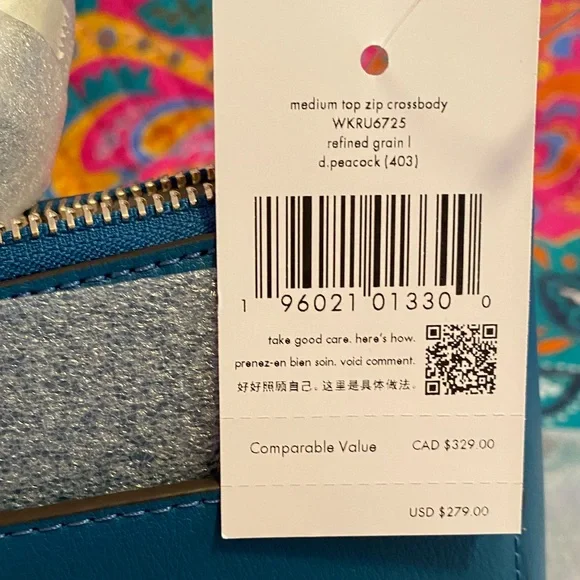 medium top zip crossbody
WKRU6725
refined grain l
d.peacock (403)
1 96021 01330 0
take good care. here's how.
prenez-en bien soin. voici comment.
好好照顾自己。这里是具体做法。
Comparable Value CAD $329.00
USD $279.00